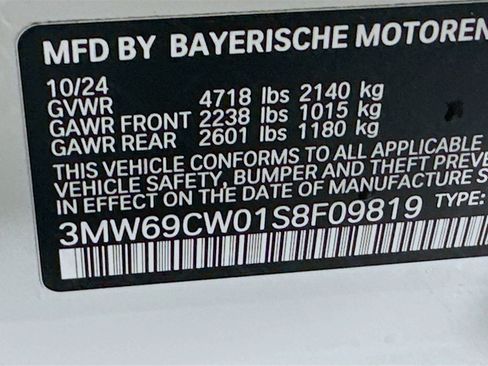 MFD BY BAYERISCHE MOTOREN
10/24
GVWR 4718 lbs 2140 kg
GAWR FRONT 2238 lbs 1015 kg
GAWR REAR 2601 lbs 1180 kg
THIS VEHICLE CONFORMS TO ALL APPLICABLE
VEHICLE SAFETY, BUMPER AND THEFT PREVE
IN EFFECT ON THE DATE OF MANUFACTURE S
3MW69CW01S8F09819 TYPE: